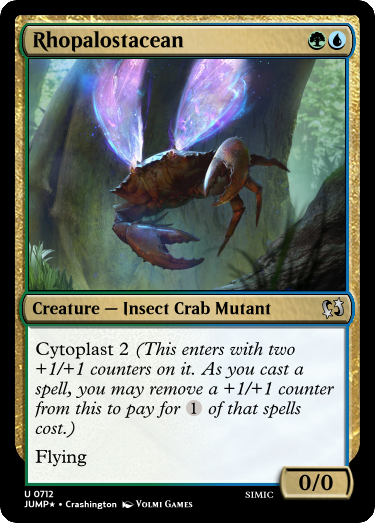 Rhopalostacean
Creature — Insect Crab Mutant
Cytoplast 2 (This enters with two
+1/+1 counters on it. As you cast a
spell, you may remove a +1/+1 counter
from this to pay for 1 of that spells
cost.)
Flying
0/0
U 0712
SIMIC
JUMP★ • Crashington VOLMI GAMES